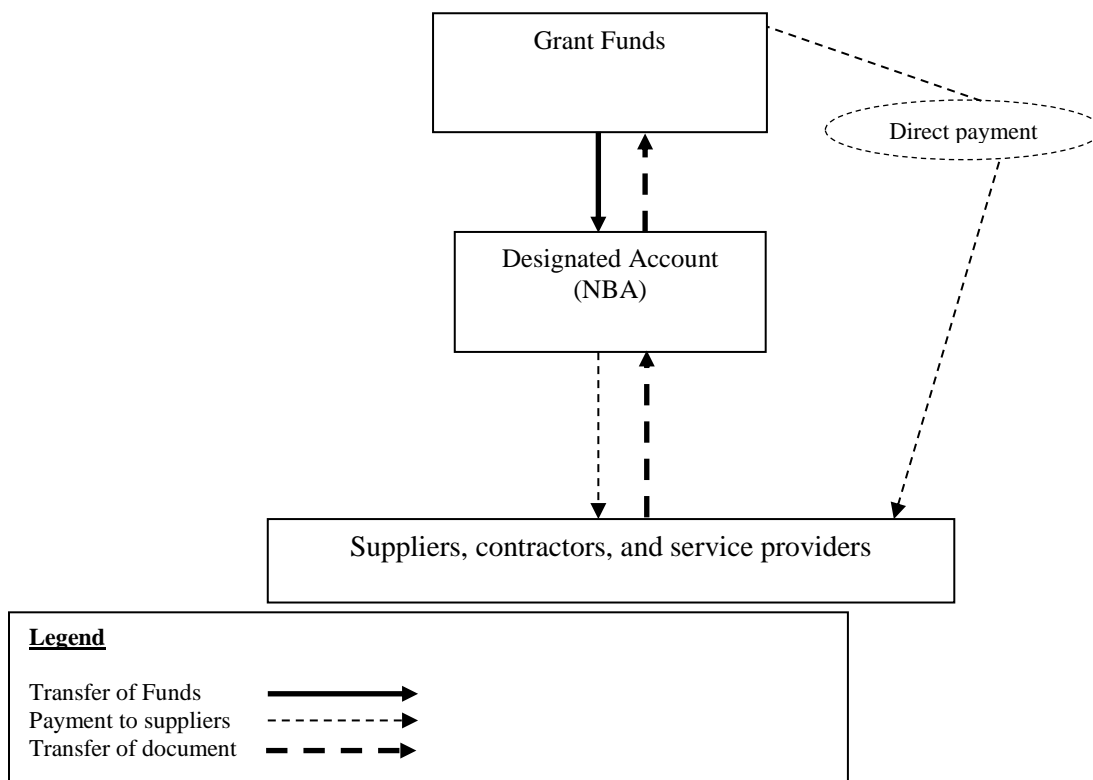 Grant Funds
Direct payment
Designated Account
(NBA)
Suppliers, contractors, and service providers
Legend
Transfer of Funds
Payment to suppliers
Transfer of document